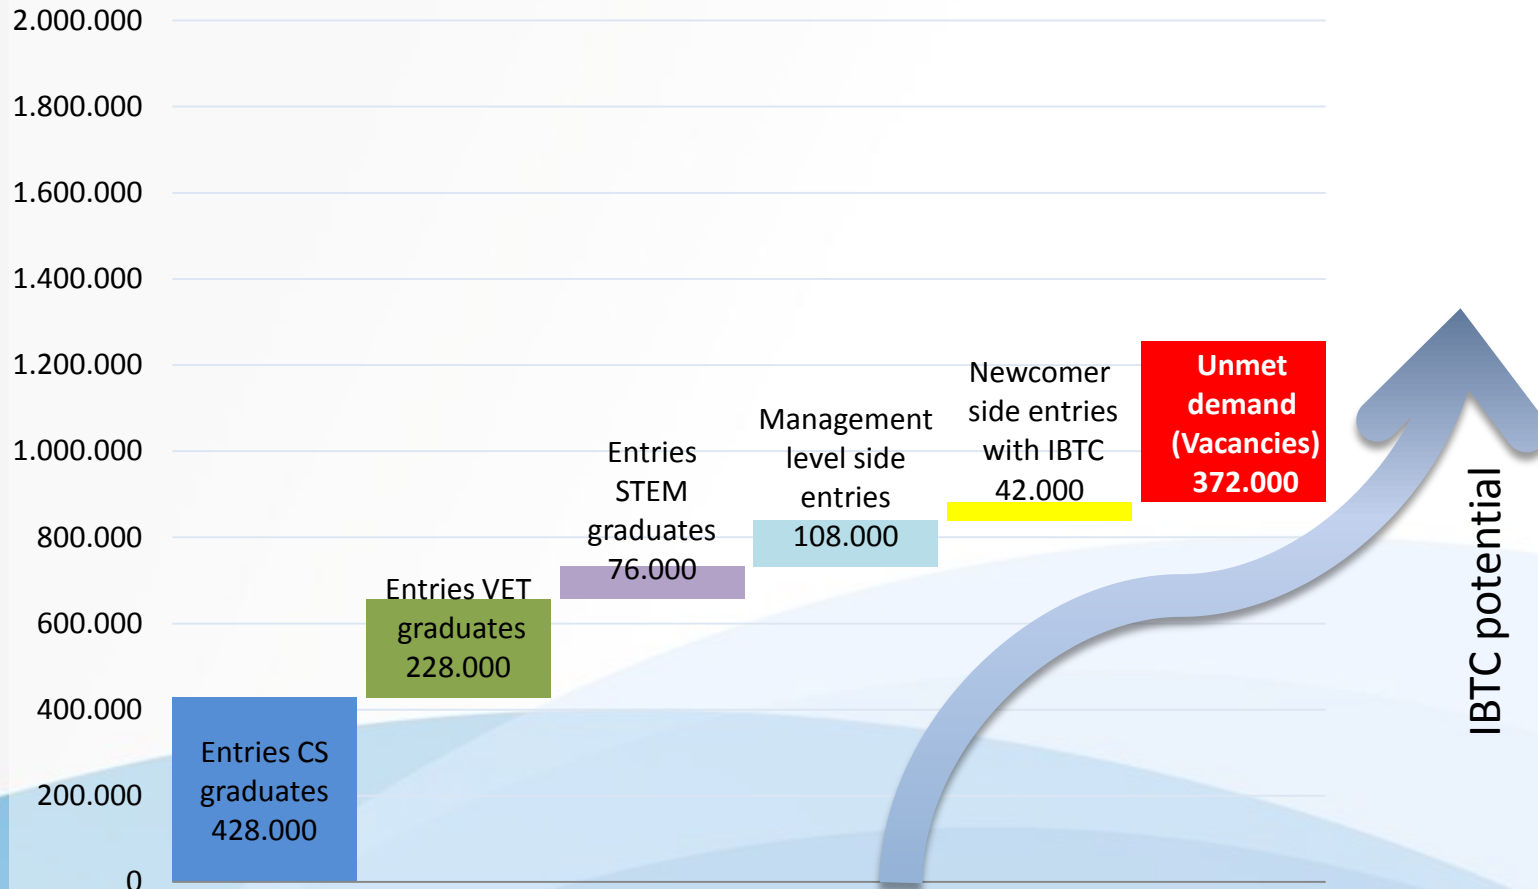 2.000.000
1.800.000
1.600.000
1.400.000
1.200.000
1.000.000
800.000
600.000
400.000
200.000
0
Entries CS
graduates
428.000
Entries VET
graduates
228.000
Entries
STEM
graduates
76.000
Management
level side
entries
108.000
Newcomer
side entries
with IBTC
42.000
Unmet
demand
(Vacancies)
372.000
IBTC potential